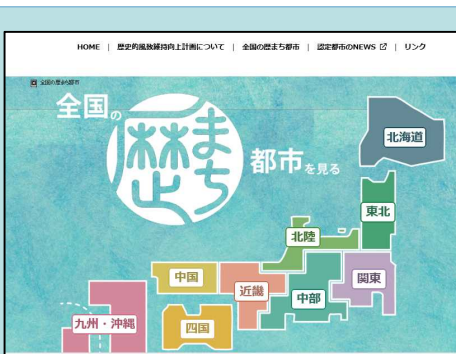 HOME | 歴史的風致維持向上計画について | 全国の歴まち都市 | 認定都市のNEWS | リンク
全国の歴まち都市
全国の
歴まち
都市を見る
北海道
東北
北陸
関東
中国
近畿
中部
九州・沖縄
四国